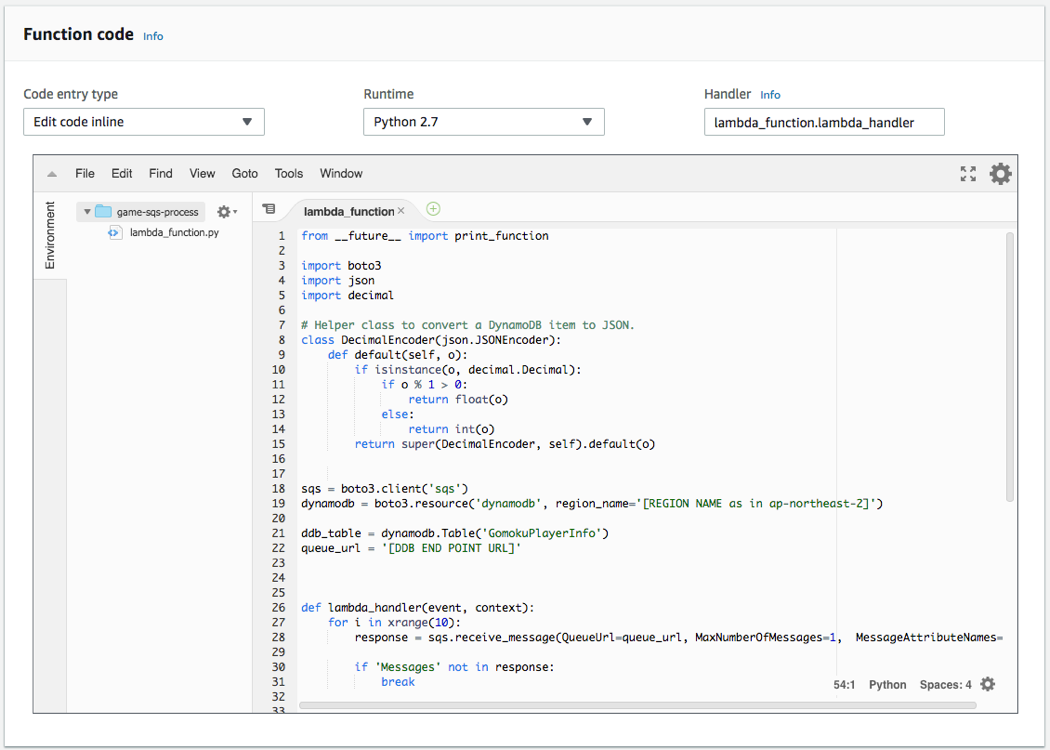 Function code Info
Code entry type Runtime Handler Info
Edit code inline Python 2.7 lambda_function.lambda_handler
File Edit Find View Goto Tools Window
Environment
game-sqs-process
lambda_function.py
lambda_function
1 from __future__ import print_function
2
3 import boto3
4 import json
5 import decimal
6
7 # Helper class to convert a DynamoDB item to JSON.
8 class DecimalEncoder(json.JSONEncoder):
9     def default(self, o):
10         if isinstance(o, decimal.Decimal):
11             if o % 1 > 0:
12                 return float(o)
13             else:
14                 return int(o)
15         return super(DecimalEncoder, self).default(o)
16
17
18 sqs = boto3.client('sqs')
19 dynamodb = boto3.resource('dynamodb', region_name='[REGION NAME as in ap-northeast-2]')
20
21 ddb_table = dynamodb.Table('GomokuPlayerInfo')
22 queue_url = '[DDB END POINT URL]'
23
24
25
26 def lambda_handler(event, context):
27     for i in xrange(10):
28         response = sqs.receive_message(QueueUrl=queue_url, MaxNumberOfMessages=1,  MessageAttributeNames=
29
30         if 'Messages' not in response:
31             break
32
33
54:1 Python Spaces: 4